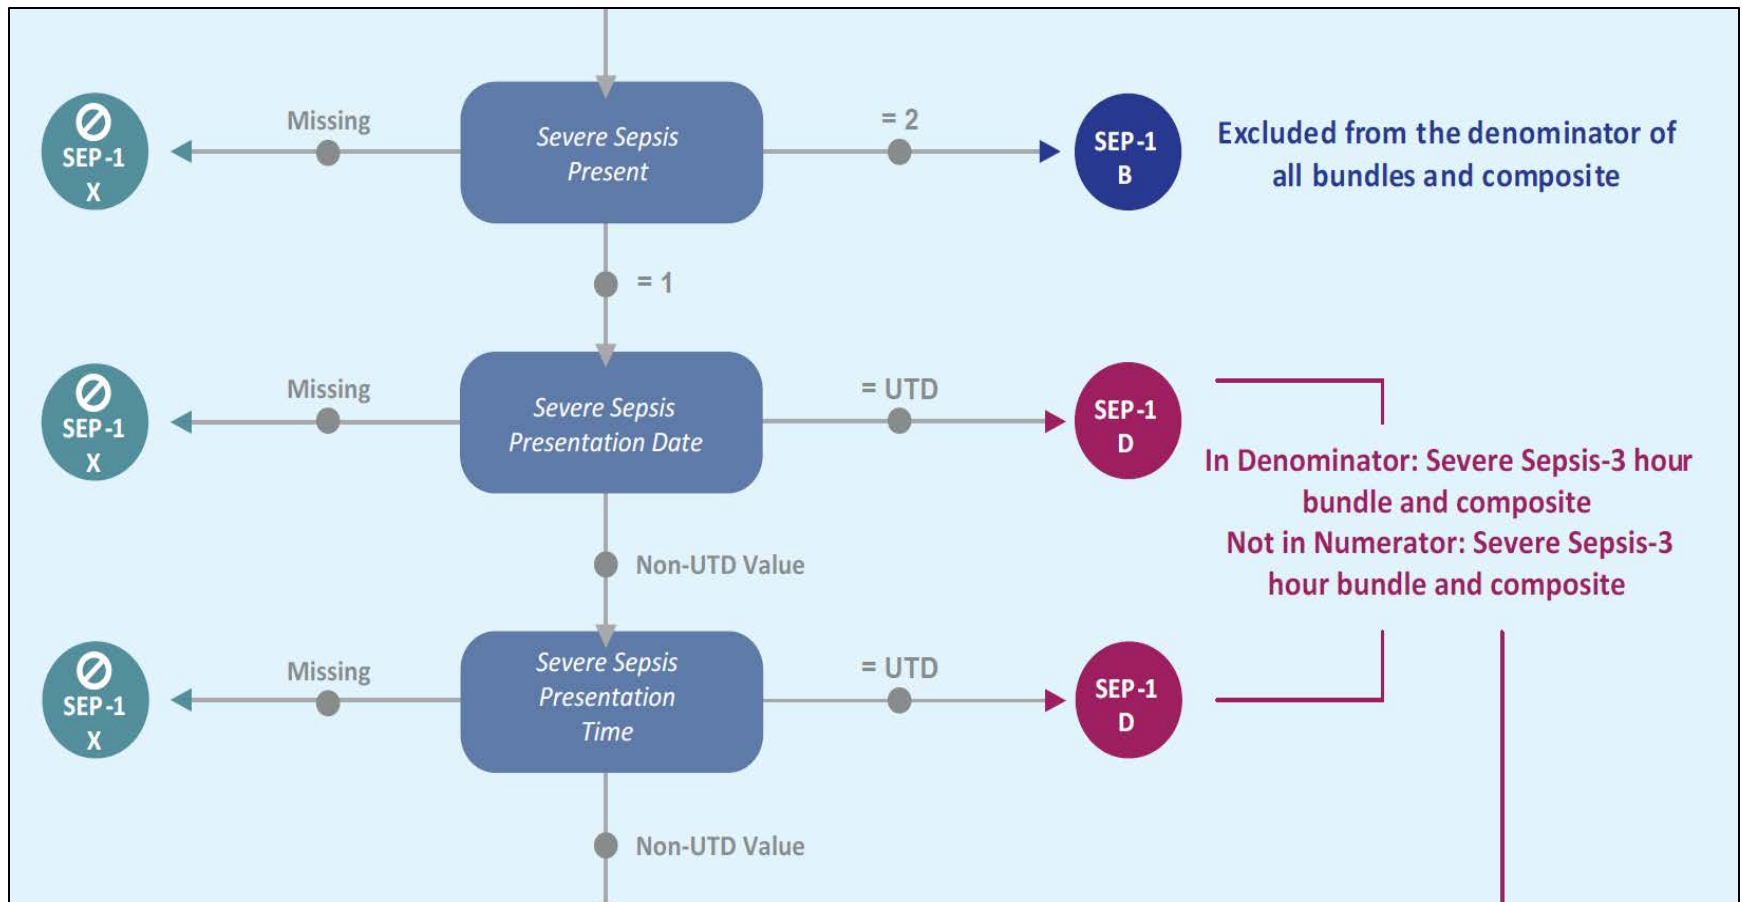 Missing
SEP-1
X
Severe Sepsis
Present
= 2
SEP-1
B
Excluded from the denominator of
all bundles and composite
= 1
Missing
SEP-1
X
Severe Sepsis
Presentation Date
= UTD
SEP-1
D
In Denominator: Severe Sepsis-3 hour
bundle and composite
Not in Numerator: Severe Sepsis-3
hour bundle and composite
Non-UTD Value
Missing
SEP-1
X
Severe Sepsis
Presentation
Time
= UTD
SEP-1
D
Non-UTD Value